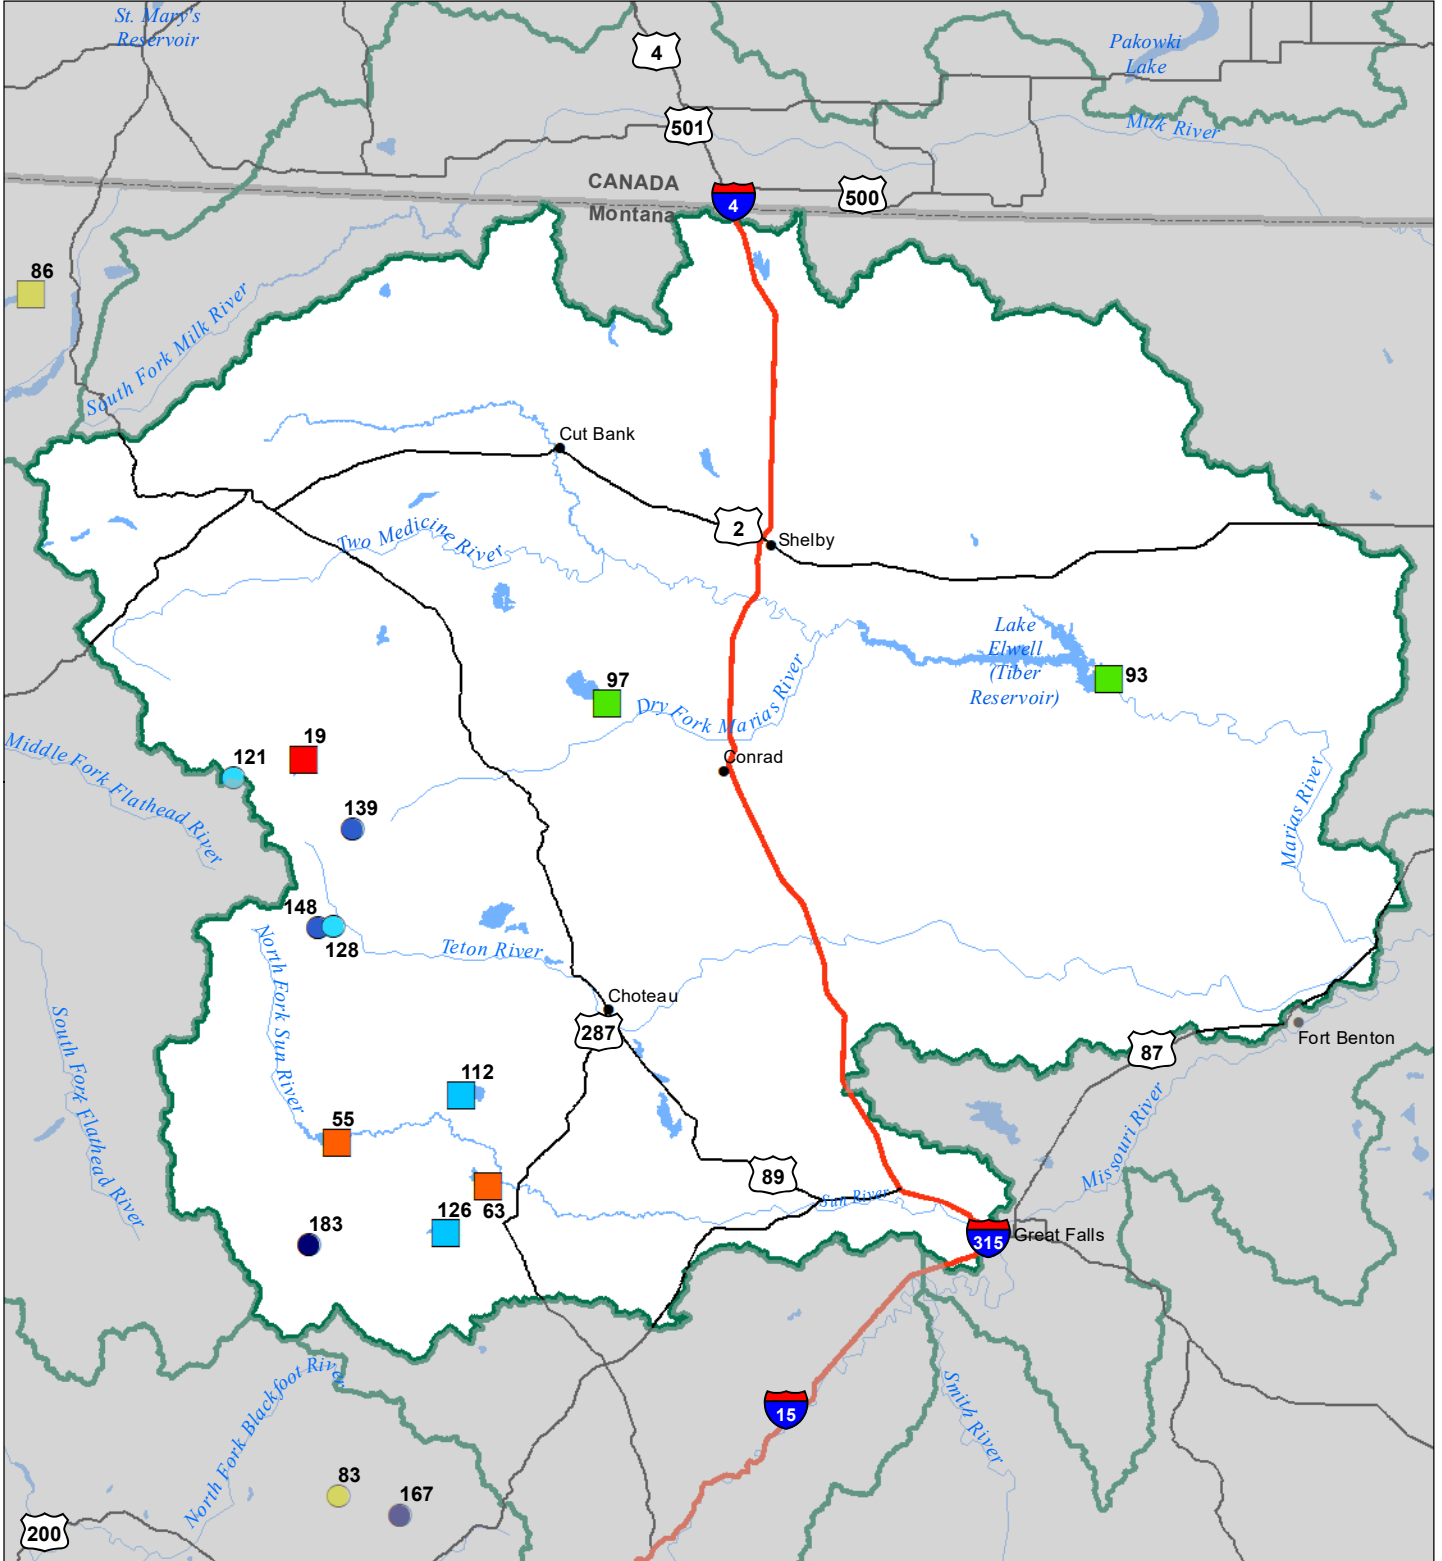 St. Mary's
Reservoir
4
Pakowki
Lake
501
Milk River
CANADA
Montana
4
500
86
South Fork Milk River
Cut Bank
2
Shelby
Two Medicine River
Lake
Elwell
(Tiber
Reservoir)
93
97
Dry Fork Marias River
19
121
Conrad
Middle Fork Flathead River
139
Marias River
148
128
North Fork Sun River
Teton River
Choteau
287
South Fork Flathead River
Fort Benton
87
112
55
Missouri River
63
89
Sun River
126
183
315
Great Falls
North Fork Blackfoot River
15
Smith River
83
167
200